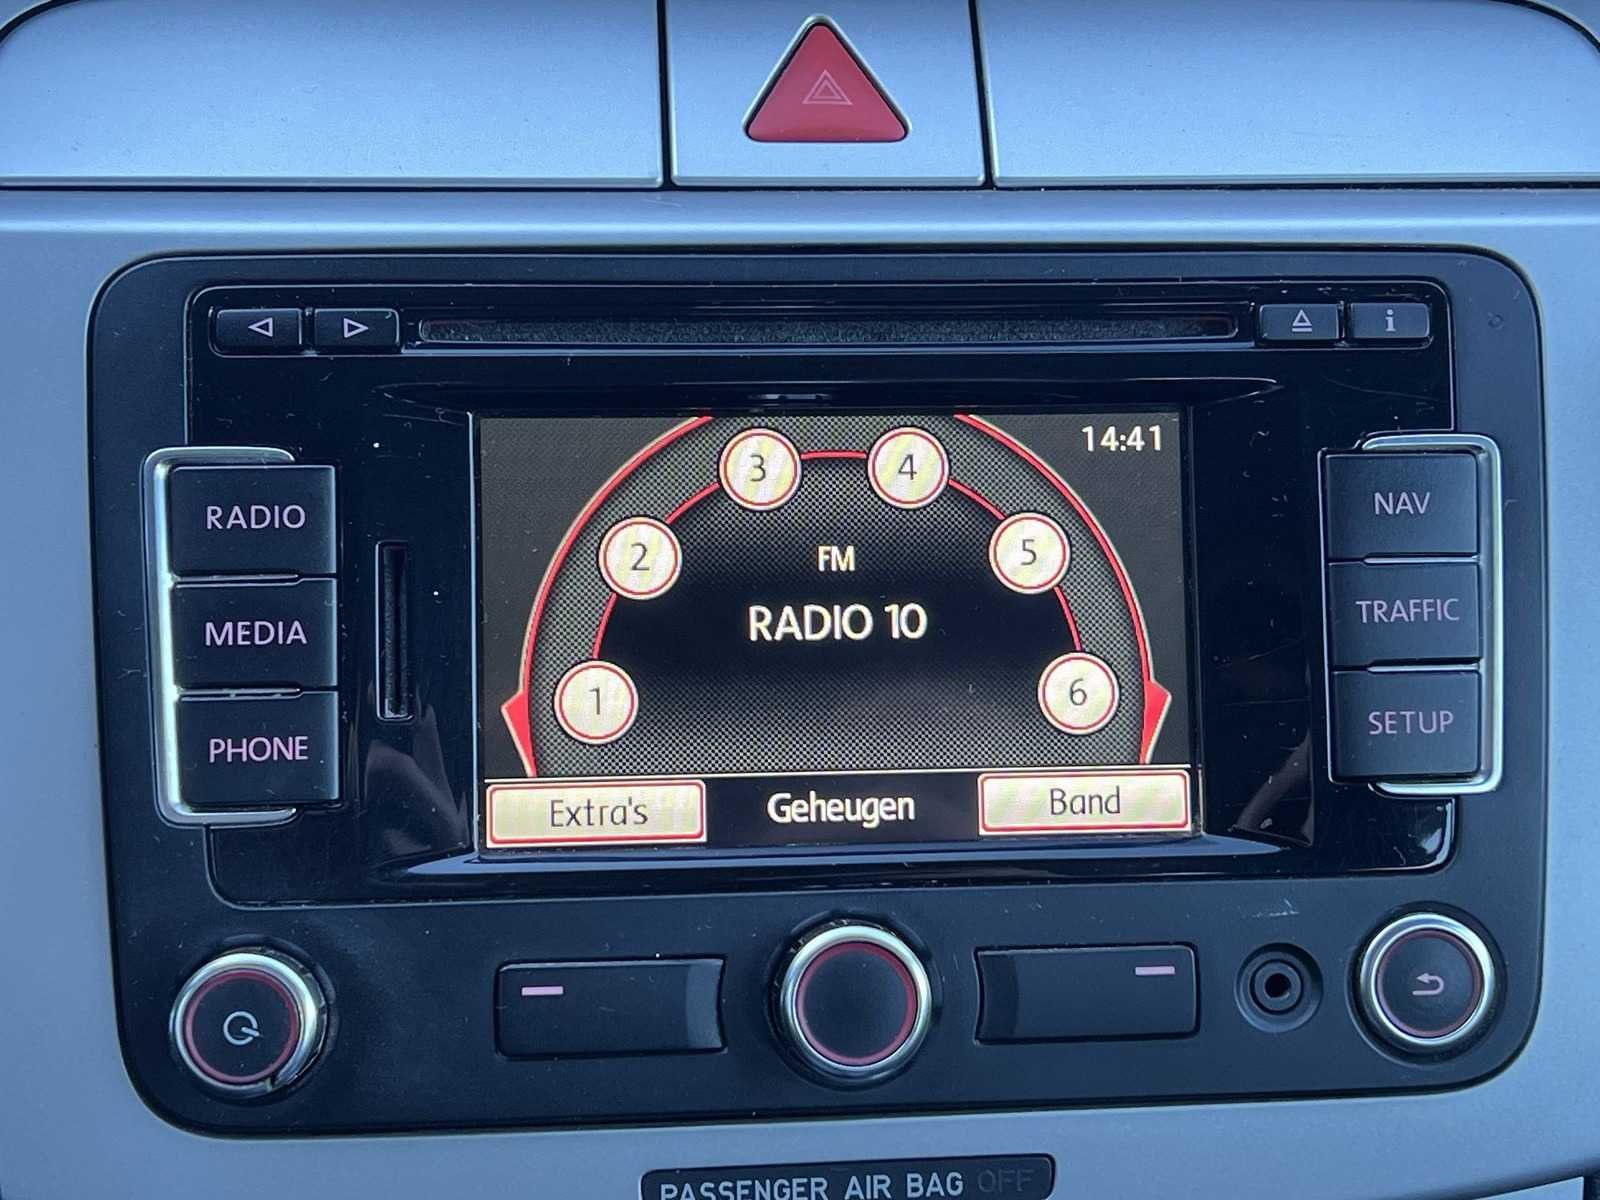 i
14:41
3 4
RADIO
NAV
2 5
FM
RADIO 10
MEDIA
TRAFFIC
1 6
PHONE
SETUP
Extra's Geheugen Band
PASSENGER AIR BAG OFF